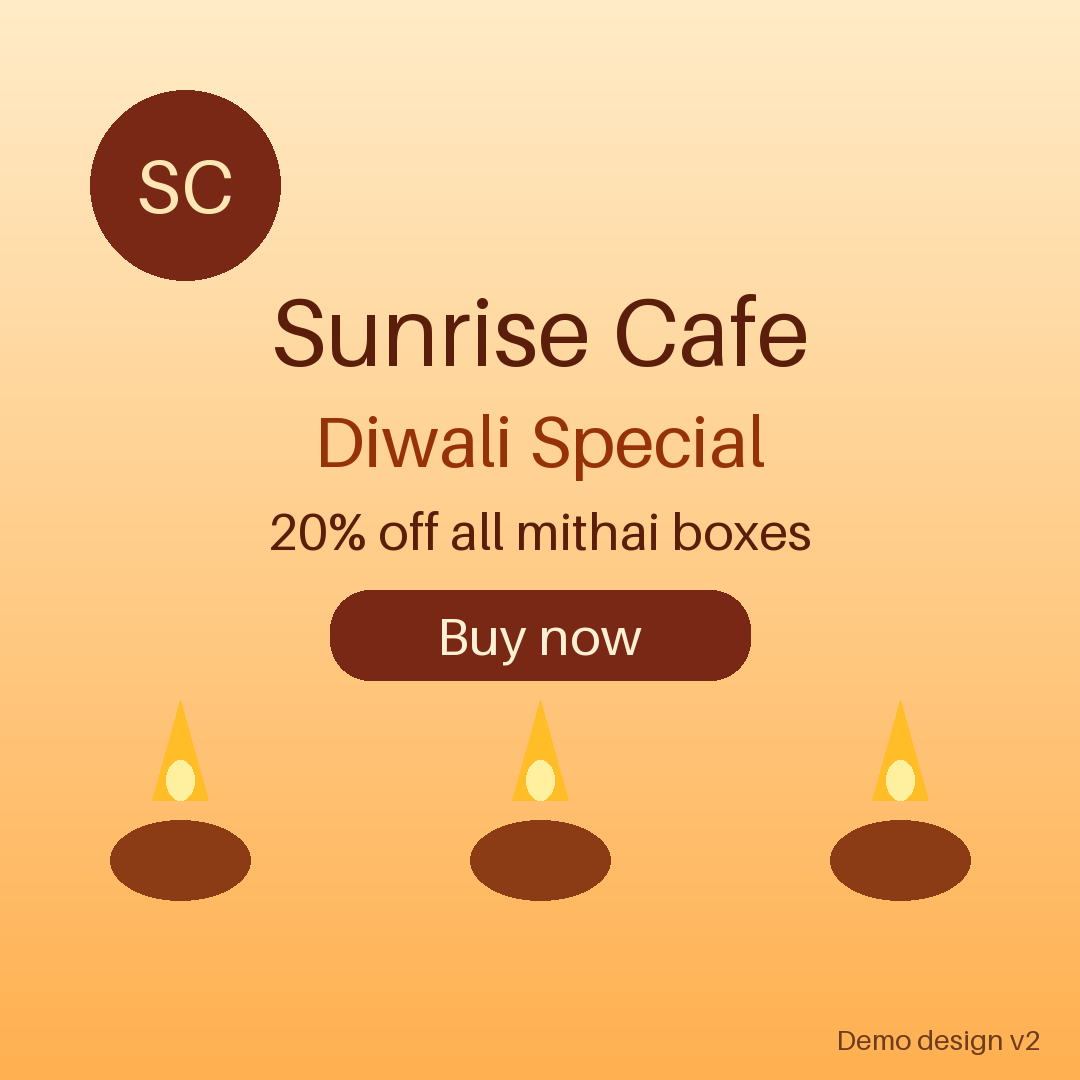 SC
Sunrise Cafe
Diwali Special
20% off all mithai boxes
Buy now
Demo design v2